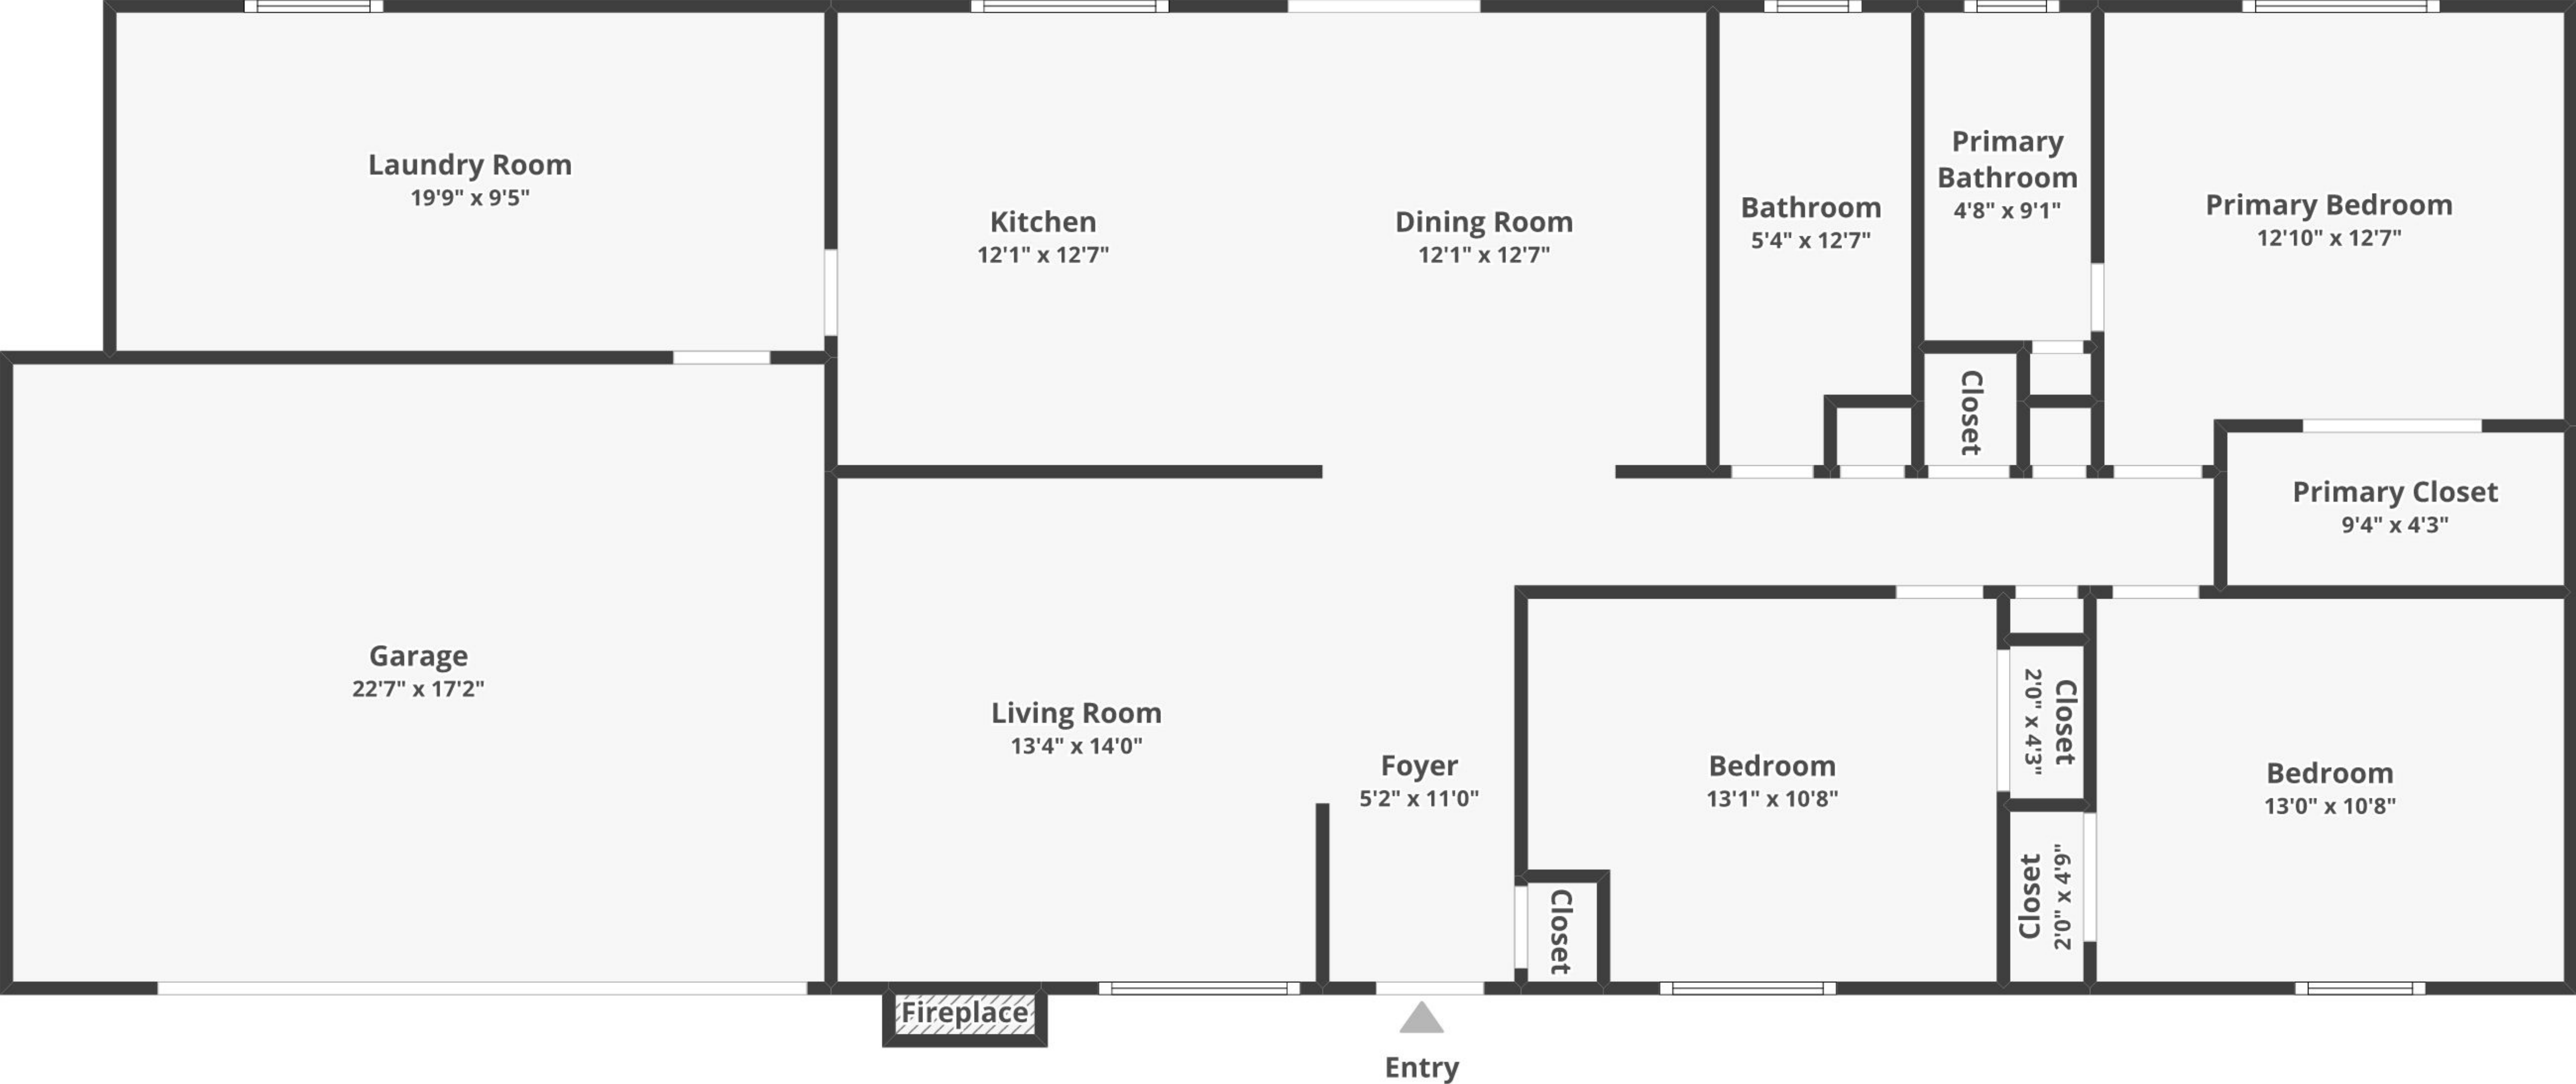 Laundry Room
19'9" x 9'5"
Kitchen
12'1" x 12'7"
Dining Room
12'1" x 12'7"
Bathroom
5'4" x 12'7"
Primary
Bathroom
4'8" x 9'1"
Primary Bedroom
12'10" x 12'7"
Closet
Primary Closet
9'4" x 4'3"
Garage
22'7" x 17'2"
Living Room
13'4" x 14'0"
Foyer
5'2" x 11'0"
Bedroom
13'1" x 10'8"
Closet
2'0" x 4'3"
Bedroom
13'0" x 10'8"
Closet
2'0" x 4'9"
Closet
Fireplace
Entry